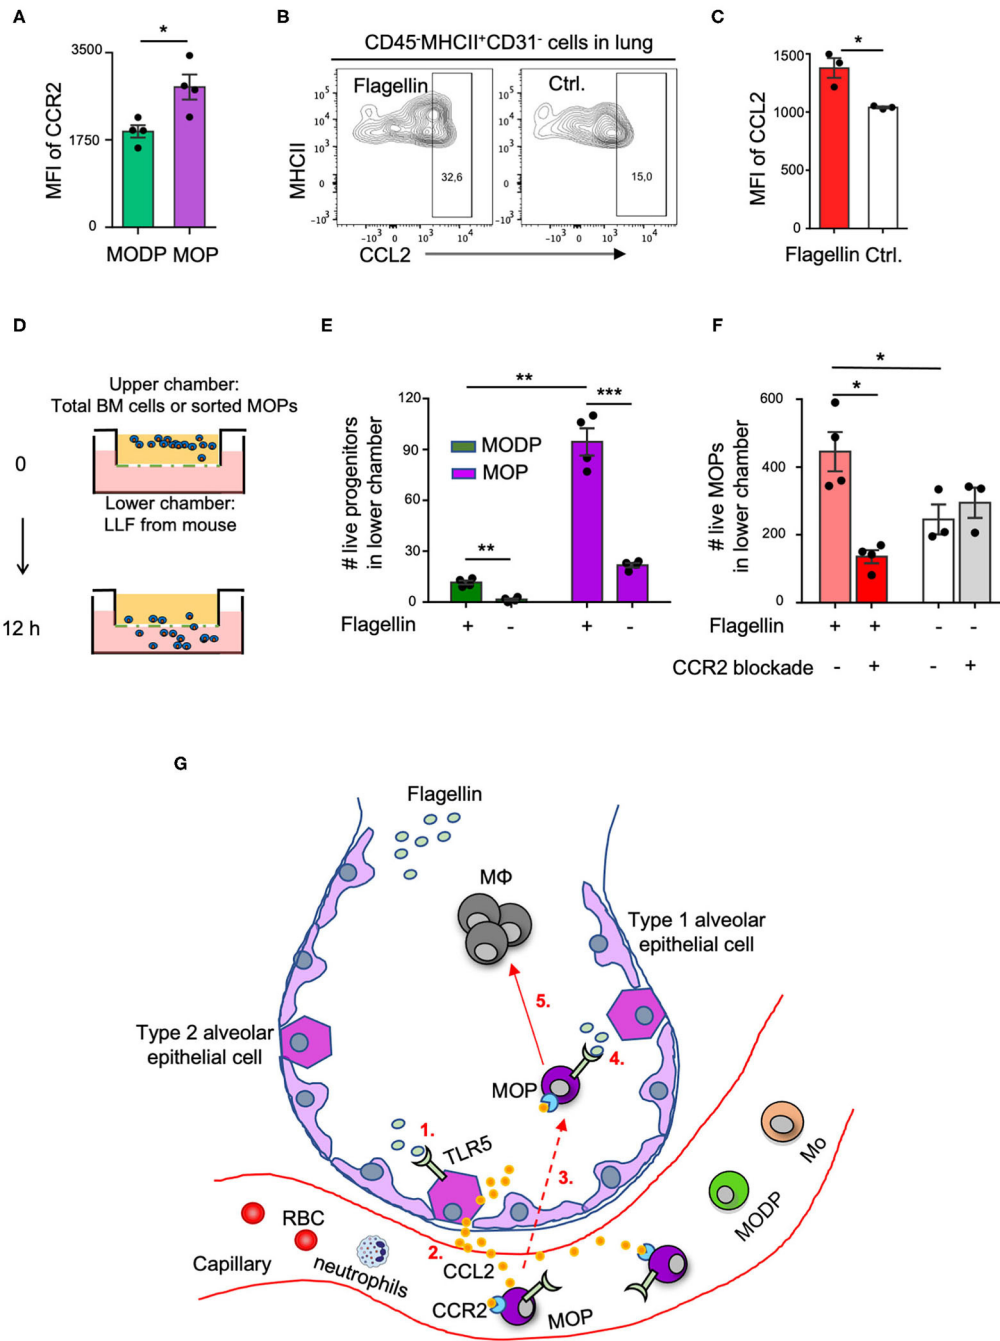 A
*
3500
1750
0
MFI of CCR2
MODP MOP
B
CD45-MHCII+CD31- cells in lung
Flagellin
Ctrl.
10⁵
10⁴
10³
0
-10³
32,6
10⁵
10⁴
10³
0
-10³
15,0
MHCII
-10³ 0 10³ 10⁴
-10³ 0 10³ 10⁴
CCL2
C
*
1500
1000
500
0
MFI of CCL2
Flagellin Ctrl.
D
Upper chamber:
Total BM cells or sorted MOPs
0
Lower chamber:
LLF from mouse
12 h
E
**
***
**
120
90
60
30
0
# live progenitors
in lower chamber
MODP
MOP
Flagellin + - + -
F
*
*
600
400
200
0
# live MOPs
in lower chamber
Flagellin + + - -
CCR2 blockade - + - +
G
Flagellin
MΦ
Type 1 alveolar
epithelial cell
5.
Type 2 alveolar
epithelial cell
4.
MOP
1.
TLR5
3.
Mo
MODP
RBC
2.
Capillary
neutrophils
CCL2
CCR2
MOP